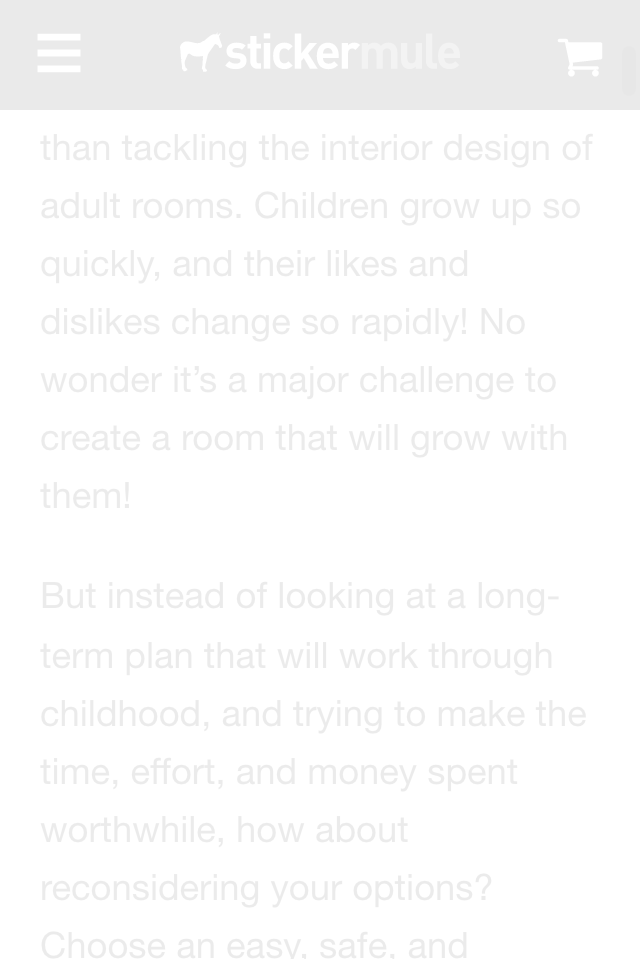 stickermule
than tackling the interior design of
adult rooms. Children grow up so
quickly, and their likes and
dislikes change so rapidly! No
wonder it’s a major challenge to
create a room that will grow with
them!
But instead of looking at a long-
term plan that will work through
childhood, and trying to make the
time, effort, and money spent
worthwhile, how about
reconsidering your options?
Choose an easy, safe, and